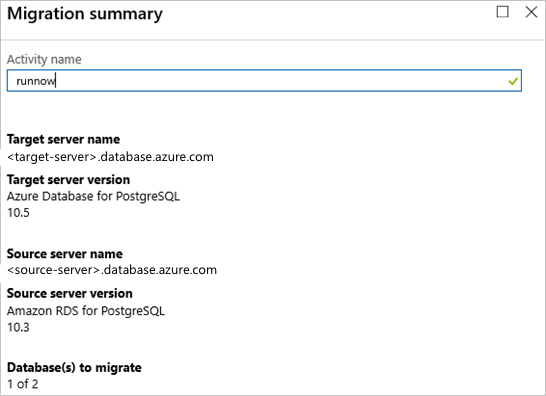 Migration summary
Activity name
runnow
Target server name
<target-server>.database.azure.com
Target server version
Azure Database for PostgreSQL
10.5
Source server name
<source-server>.database.azure.com
Source server version
Amazon RDS for PostgreSQL
10.3
Database(s) to migrate
1 of 2